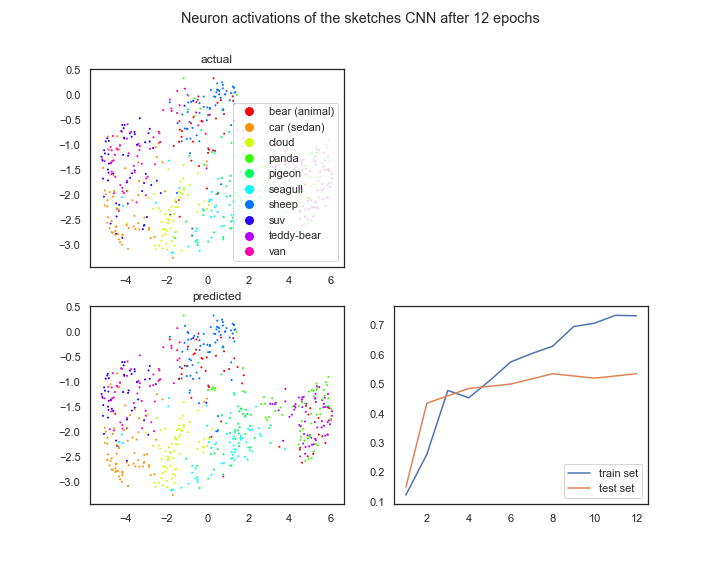 Neuron activations of the sketches CNN after 12 epochs
actual
0.5
0.0
−0.5
−1.0
−1.5
−2.0
−2.5
−3.0
−4
−2
0
2
4
6
bear (animal)
car (sedan)
cloud
panda
pigeon
seagull
sheep
suv
teddy-bear
van
predicted
0.5
0.0
−0.5
−1.0
−1.5
−2.0
−2.5
−3.0
−4
−2
0
2
4
6
0.7
0.6
0.5
0.4
0.3
0.2
0.1
2
4
6
8
10
12
train set
test set